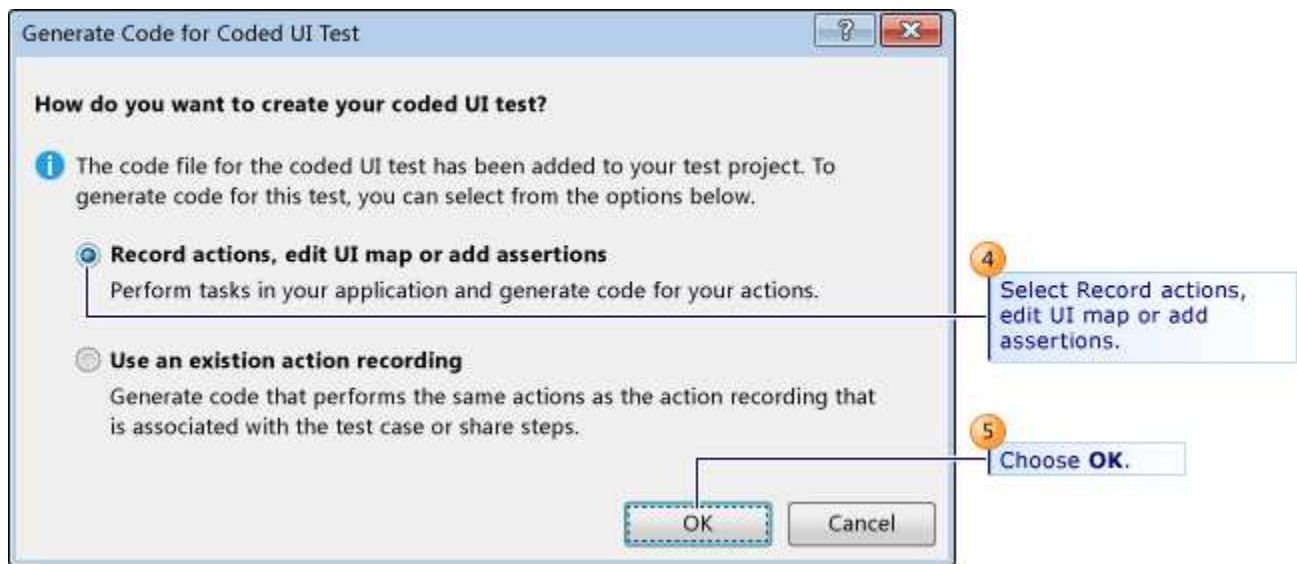 Generate Code for Coded UI Test
?
How do you want to create your coded UI test?
i The code file for the coded UI test has been added to your test project. To
generate code for this test, you can select from the options below.
Record actions, edit UI map or add assertions
Perform tasks in your application and generate code for your actions.
4
Select Record actions,
edit UI map or add
assertions.
Use an existion action recording
Generate code that performs the same actions as the action recording that
is associated with the test case or share steps.
5
Choose OK.
OK Cancel